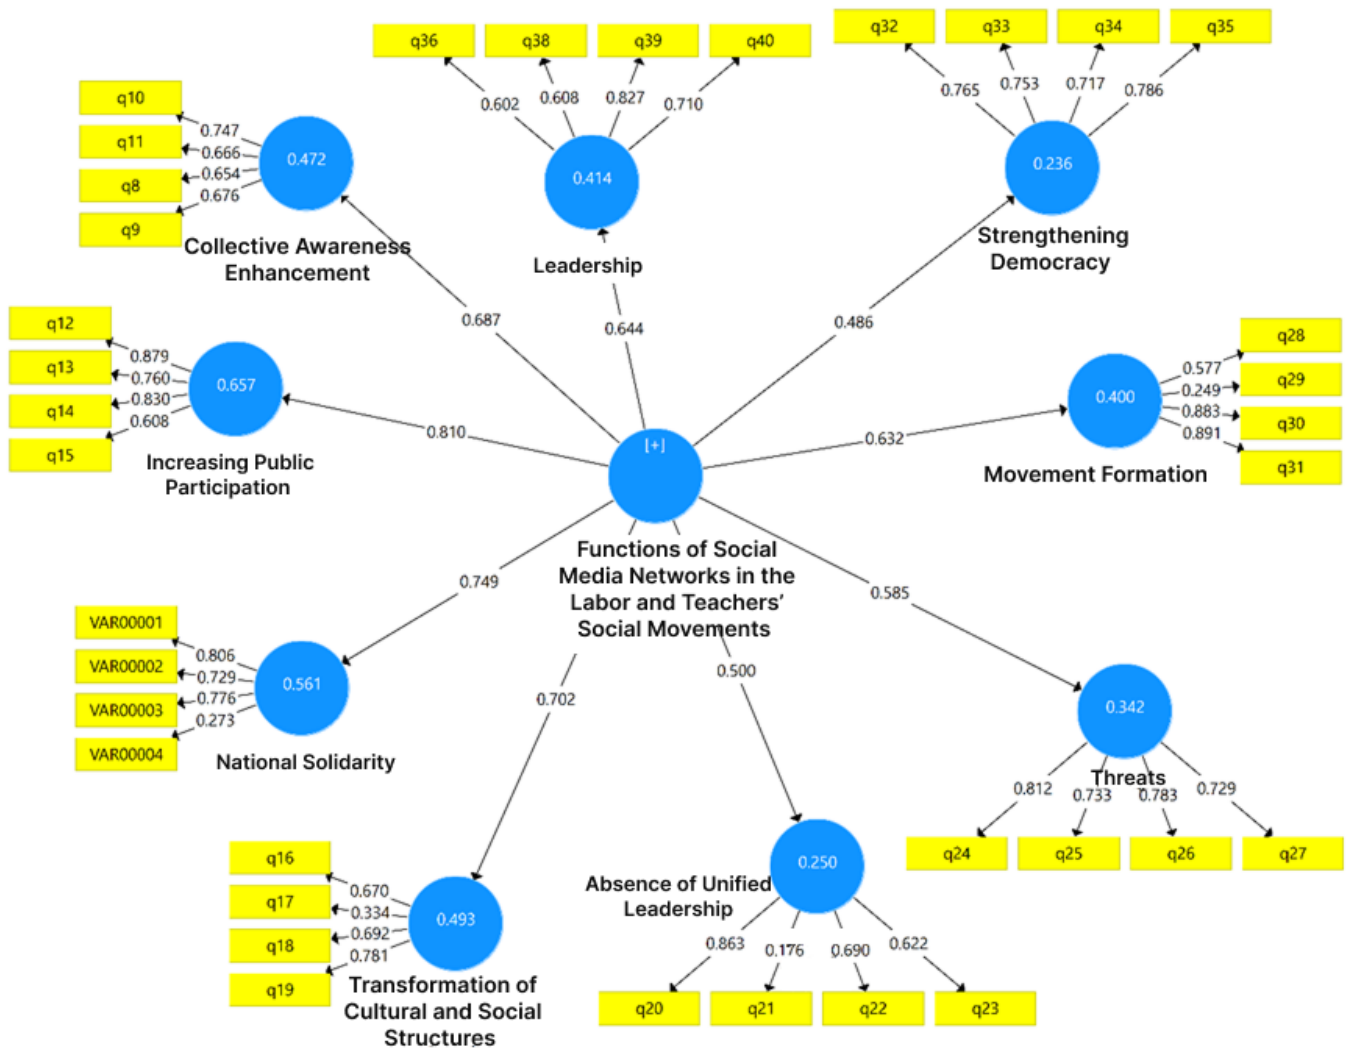 q36
q38
q39
q40
0.602
0.608
0.827
0.710
0.414
Leadership
0.644
q32
q33
q34
q35
0.765
0.753
0.717
0.786
0.236
Strengthening
Democracy
0.486
q10
q11
q8
q9
0.747
0.666
0.654
0.676
0.472
Collective Awareness
Enhancement
0.687
q12
q13
q14
q15
0.879
0.760
0.830
0.608
0.657
Increasing Public
Participation
0.810
q28
q29
q30
q31
0.577
0.249
0.883
0.891
0.400
Movement Formation
0.632
[+]
Functions of Social
Media Networks in the
Labor and Teachers’
Social Movements
VAR00001
VAR00002
VAR00003
VAR00004
0.806
0.729
0.776
0.273
0.561
National Solidarity
0.749
0.585
0.342
Threats
0.812
0.733
0.783
0.729
q24
q25
q26
q27
0.702
q16
q17
q18
q19
0.670
0.334
0.692
0.781
0.493
Transformation of
Cultural and Social
Structures
0.500
0.250
Absence of Unified
Leadership
0.863
0.176
0.690
0.622
q20
q21
q22
q23